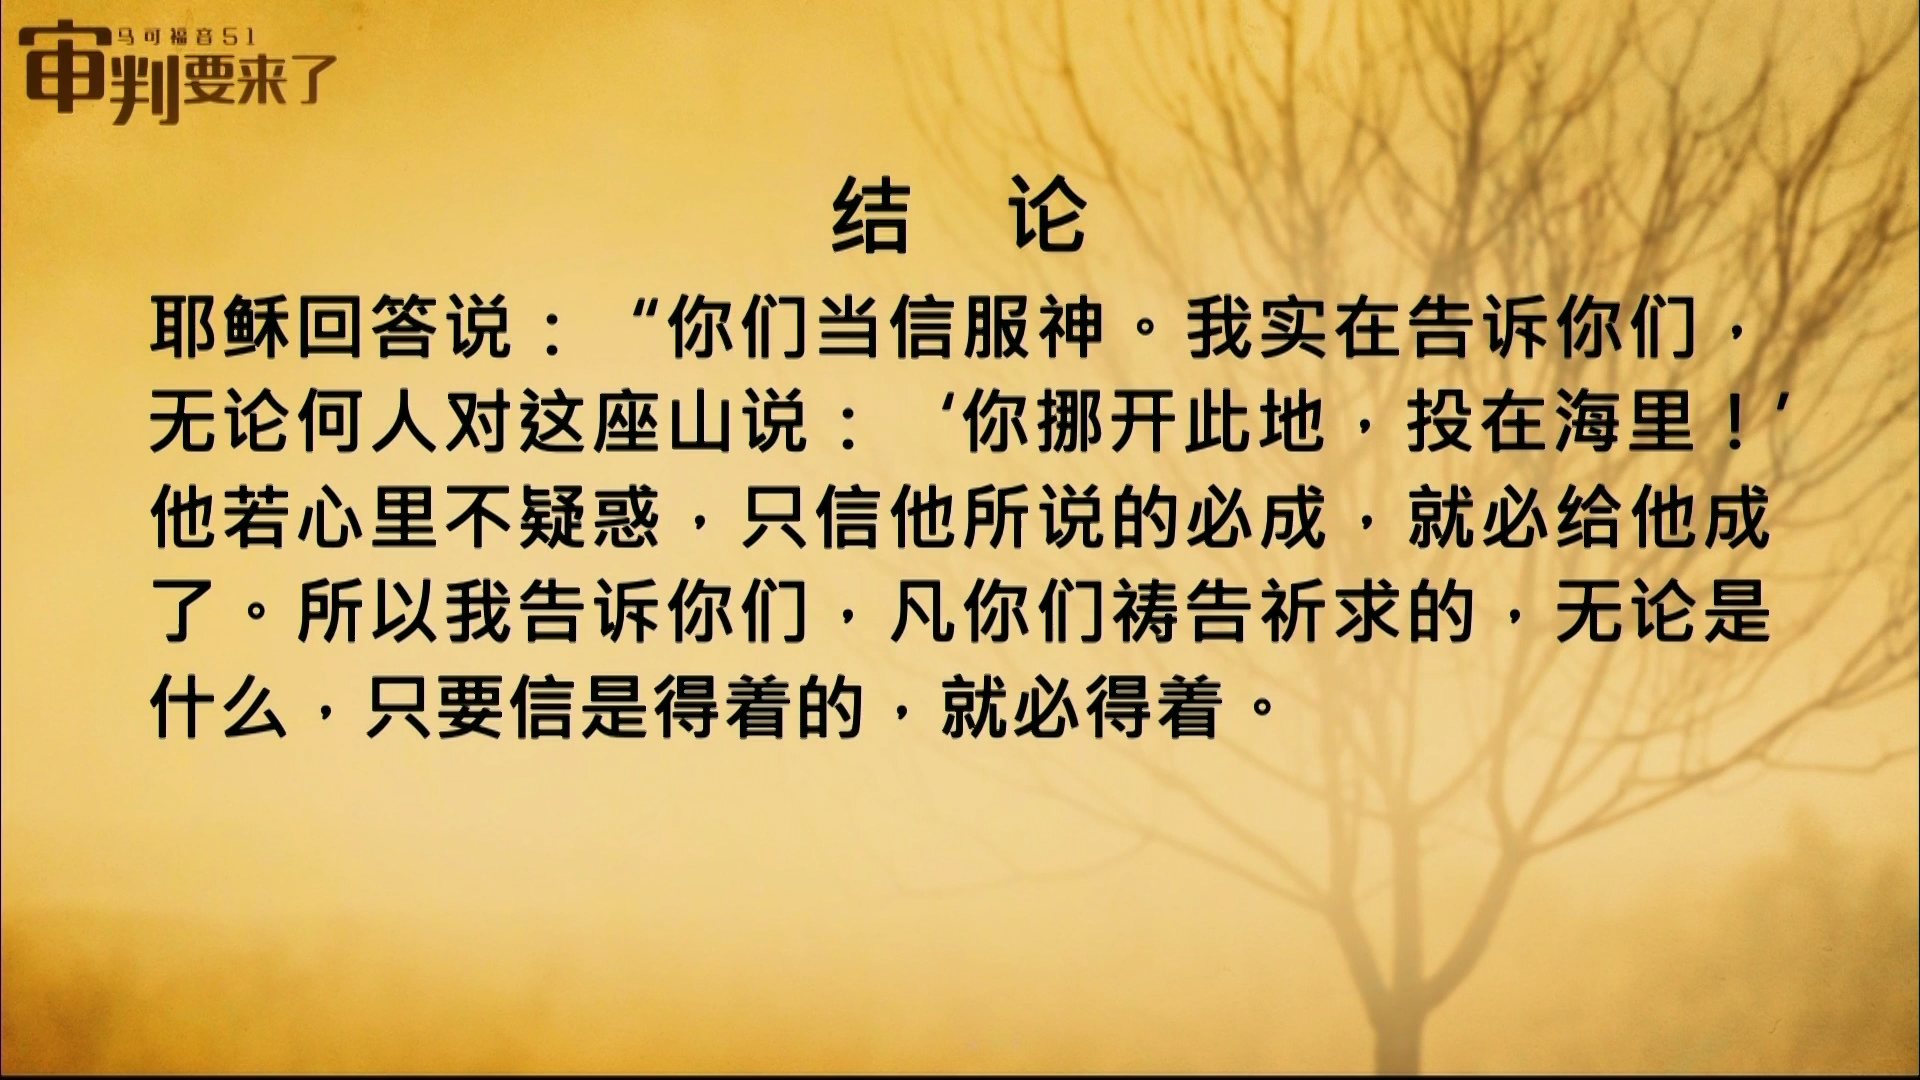 马可福音51
审判要来了
结 论
耶稣回答说：“你们当信服神。我实在告诉你们，
无论何人对这座山说：‘你挪开此地，投在海里！’
他若心里不疑惑，只信他所说的必成，就必给他成
了。所以我告诉你们，凡你们祷告祈求的，无论是
什么，只要信是得着的，就必得着。